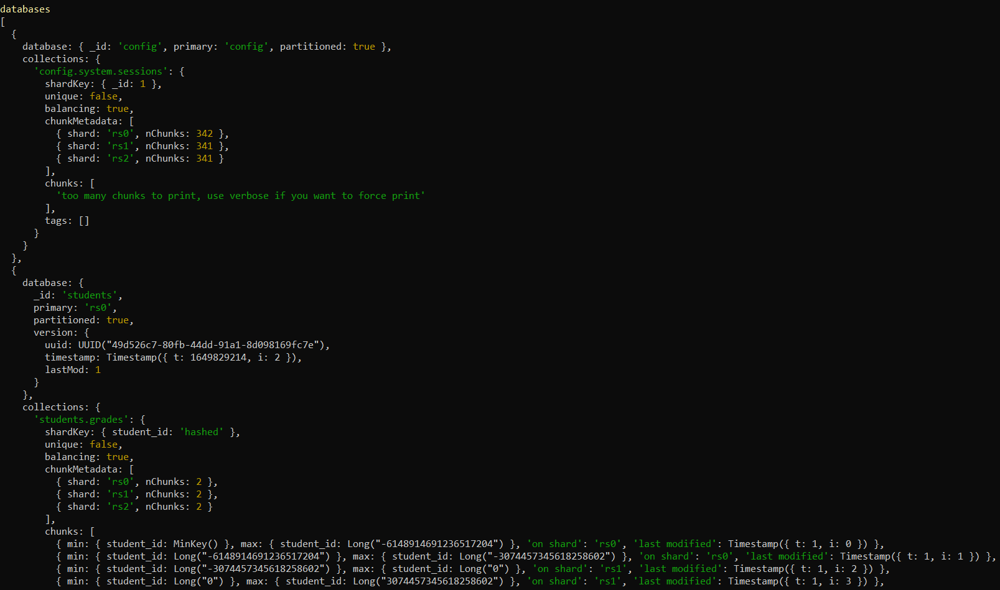 databases
[
  {
    database: { _id: 'config', primary: 'config', partitioned: true },
    collections: {
      'config.system.sessions': {
        shardKey: { _id: 1 },
        unique: false,
        balancing: true,
        chunkMetadata: [
          { shard: 'rs0', nChunks: 342 },
          { shard: 'rs1', nChunks: 341 },
          { shard: 'rs2', nChunks: 341 }
        ],
        chunks: [
          'too many chunks to print, use verbose if you want to force print'
        ],
        tags: []
      }
    }
  },
  {
    database: {
      _id: 'students',
      primary: 'rs0',
      partitioned: true,
      version: {
        uuid: UUID("49d526c7-80fb-44dd-91a1-8d098169fc7e"),
        timestamp: Timestamp({ t: 1649829214, i: 2 }),
        lastMod: 1
      }
    },
    collections: {
      'students.grades': {
        shardKey: { student_id: 'hashed' },
        unique: false,
        balancing: true,
        chunkMetadata: [
          { shard: 'rs0', nChunks: 2 },
          { shard: 'rs1', nChunks: 2 },
          { shard: 'rs2', nChunks: 2 }
        ],
        chunks: [
          { min: { student_id: MinKey() }, max: { student_id: Long("-6148914691236517204") }, 'on shard': 'rs0', 'last modified': Timestamp({ t: 1, i: 0 }) },
          { min: { student_id: Long("-6148914691236517204") }, max: { student_id: Long("-3074457345618258602") }, 'on shard': 'rs0', 'last modified': Timestamp({ t: 1, i: 1 }) },
          { min: { student_id: Long("-3074457345618258602") }, max: { student_id: Long("0") }, 'on shard': 'rs1', 'last modified': Timestamp({ t: 1, i: 2 }) },
          { min: { student_id: Long("0") }, max: { student_id: Long("3074457345618258602") }, 'on shard': 'rs1', 'last modified': Timestamp({ t: 1, i: 3 }) },